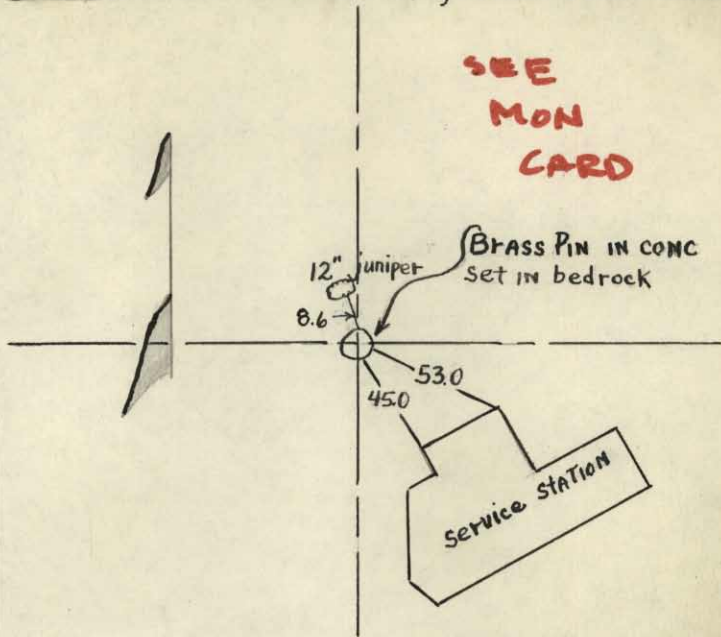 SEE
MON
CARD
BRASS PIN IN CONC
Set IN bedrock
12" juniper
8.6
53.0
45.0
Service STATION